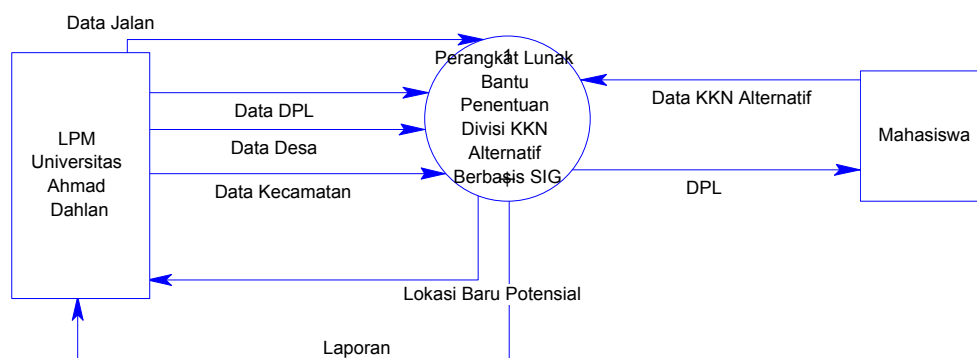 Data Jalan
1
Perangkat Lunak
Bantu
Penentuan
Divisi KKN
Alternatif
Berbasis SIG
+
Data DPL
Data Desa
Data Kecamatan
LPM
Universitas
Ahmad
Dahlan
Data KKN Alternatif
Mahasiswa
DPL
Lokasi Baru Potensial
Laporan